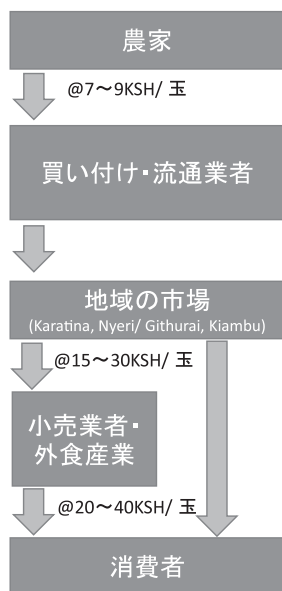 農家
@7〜9KSH/ 玉
買い付け・流通業者
地域の市場
(Karatina, Nyeri/ Githurai, Kiambu)
@15〜30KSH/ 玉
小売業者・
外食産業
@20〜40KSH/ 玉
消費者